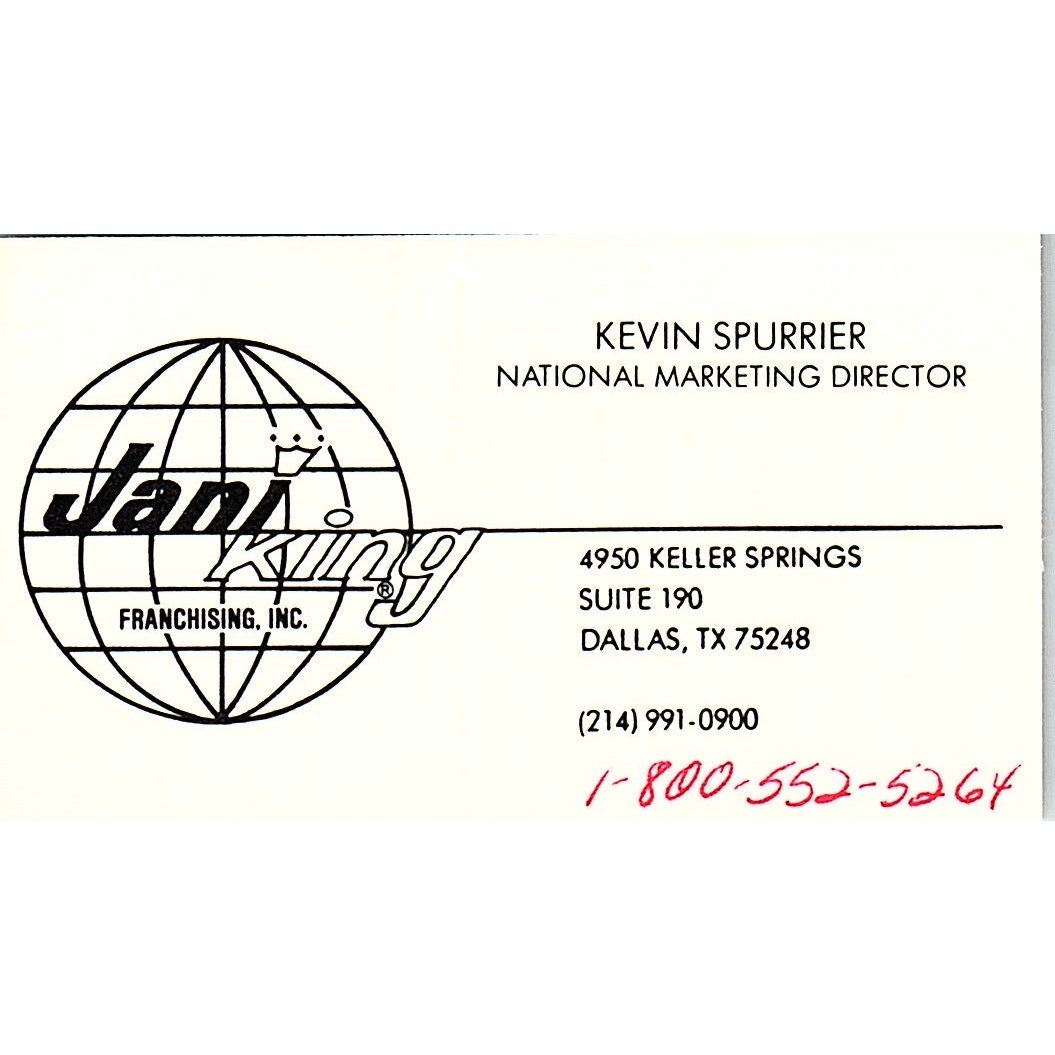 KEVIN SPURRIER
NATIONAL MARKETING DIRECTOR
Jani
King
®
FRANCHISING, INC.
4950 KELLER SPRINGS
SUITE 190
DALLAS, TX 75248
(214) 991-0900
1-800-552-5264